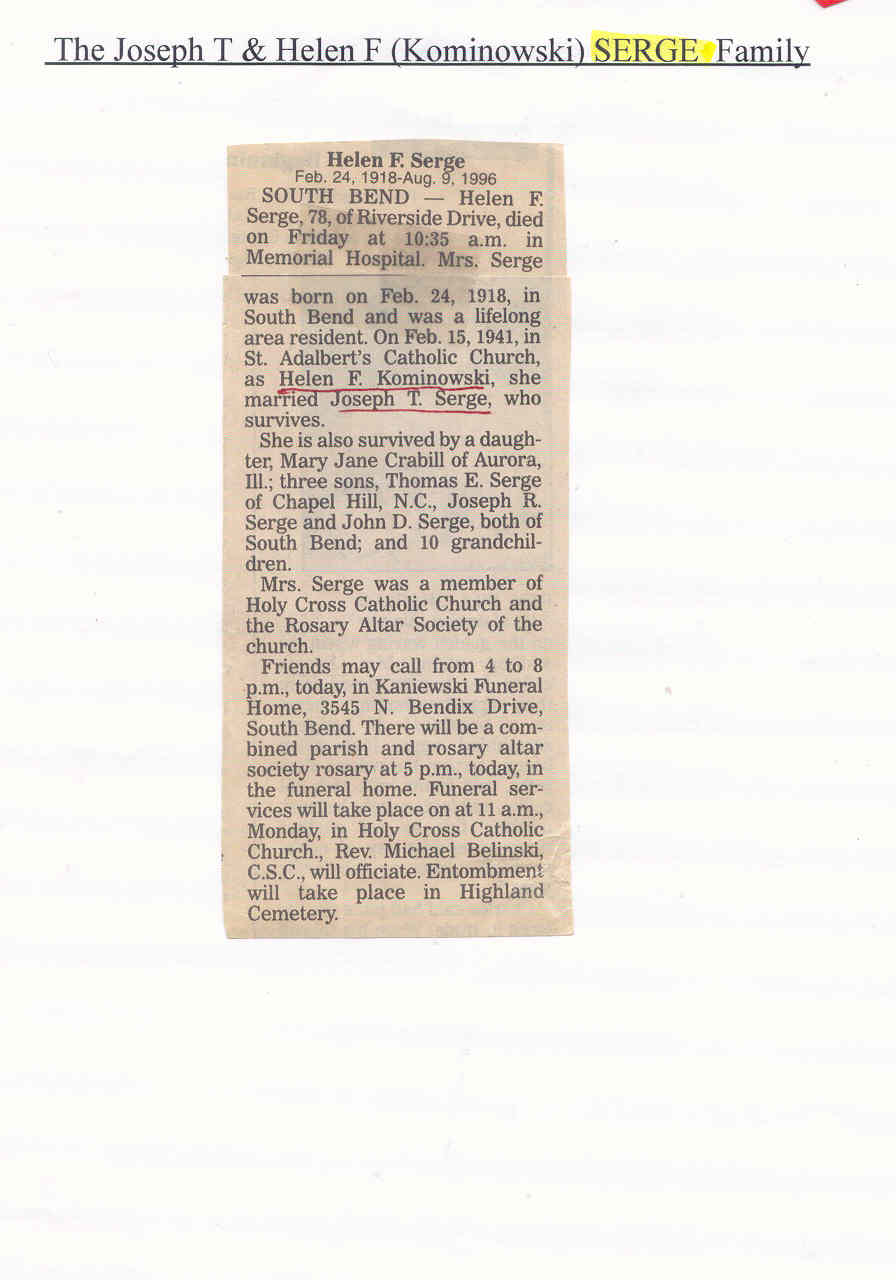 The Joseph T & Helen F (Kominowski) SERGE Family
Helen F. Serge
Feb. 24, 1918-Aug. 9, 1996
SOUTH BEND — Helen F.
Serge, 78, of Riverside Drive, died
on Friday at 10:35 a.m. in
Memorial Hospital. Mrs. Serge
was born on Feb. 24, 1918, in
South Bend and was a lifelong
area resident. On Feb. 15, 1941, in
St. Adalbert's Catholic Church,
as Helen F. Kominowski, she
married Joseph T. Serge, who
survives.
She is also survived by a daugh-
ter, Mary Jane Crabill of Aurora,
Ill.; three sons, Thomas E. Serge
of Chapel Hill, N.C., Joseph R.
Serge and John D. Serge, both of
South Bend; and 10 grandchil-
dren.
Mrs. Serge was a member of
Holy Cross Catholic Church and
the Rosary Altar Society of the
church.
Friends may call from 4 to 8
p.m., today, in Kaniewski Funeral
Home, 3545 N. Bendix Drive,
South Bend. There will be a com-
bined parish and rosary altar
society rosary at 5 p.m., today, in
the funeral home. Funeral ser-
vices will take place on at 11 a.m.,
Monday, in Holy Cross Catholic
Church., Rev. Michael Belinski,
C.S.C., will officiate. Entombment
will take place in Highland
Cemetery.